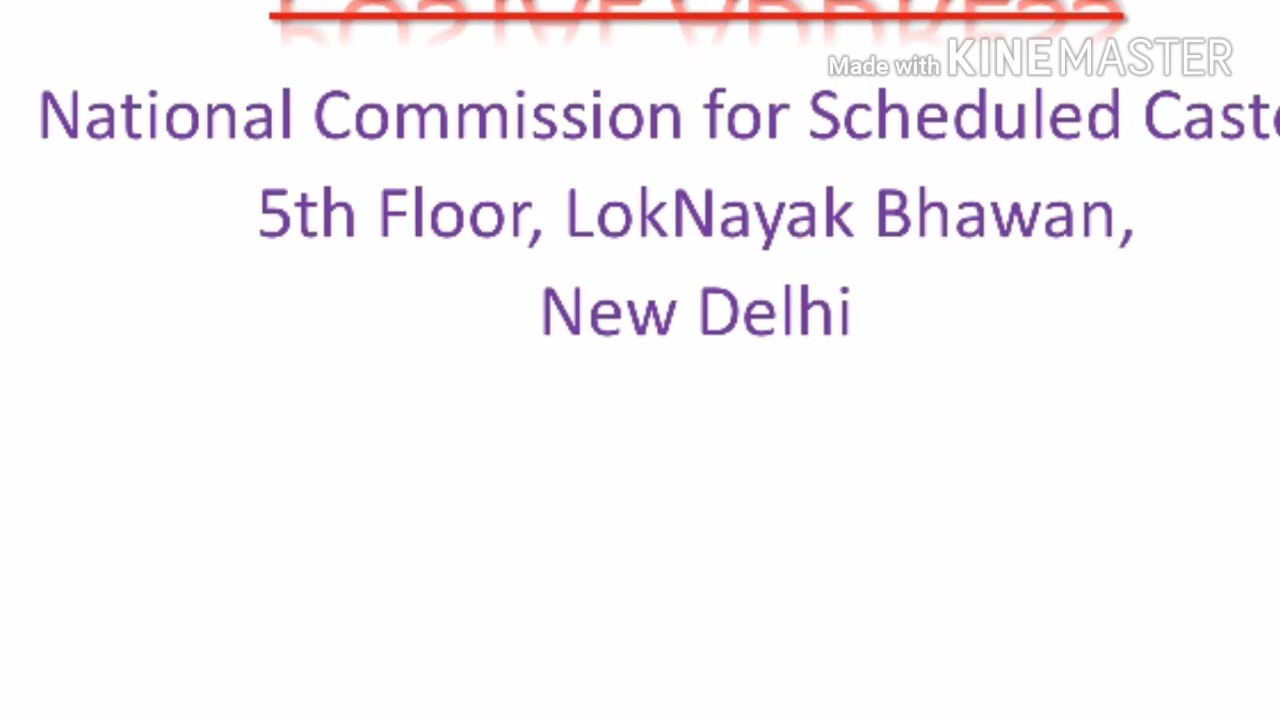 Made with KINEMASTER
National Commission for Scheduled Caste
5th Floor, LokNayak Bhawan,
New Delhi